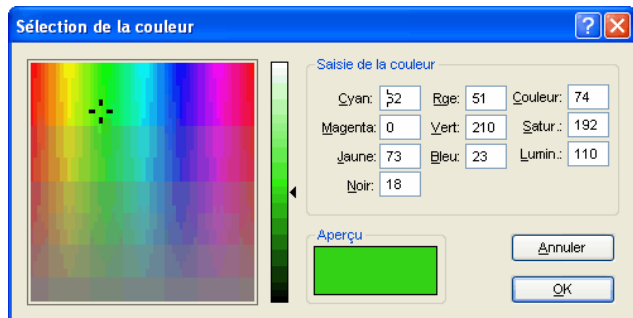 Sélection de la couleur
Saisie de la couleur
Cyan: 62 Rge: 51 Couleur: 74
Magenta: 0 Vert: 210 Satur.: 192
Jaune: 73 Bleu: 23 Lumin.: 110
Noir: 18
Aperçu
Annuler
OK